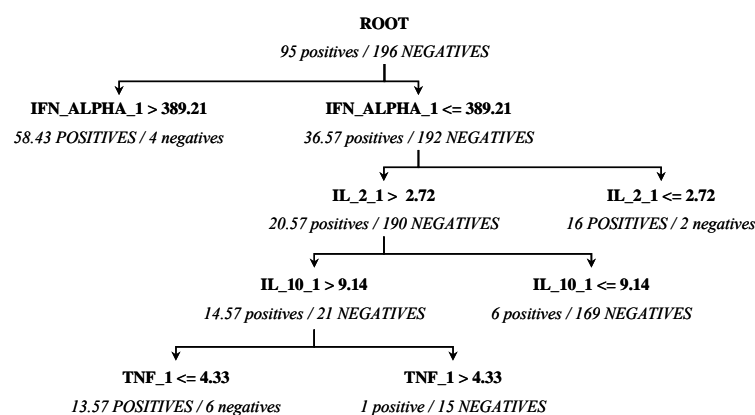 ROOT
95 positives / 196 NEGATIVES
IFN_ALPHA_1 > 389.21
IFN_ALPHA_1 <= 389.21
58.43 POSITIVES / 4 negatives
36.57 positives / 192 NEGATIVES
IL_2_1 > 2.72
IL_2_1 <= 2.72
20.57 positives / 190 NEGATIVES
16 POSITIVES / 2 negatives
IL_10_1 > 9.14
IL_10_1 <= 9.14
14.57 positives / 21 NEGATIVES
6 positives / 169 NEGATIVES
TNF_1 <= 4.33
TNF_1 > 4.33
13.57 POSITIVES / 6 negatives
1 positive / 15 NEGATIVES